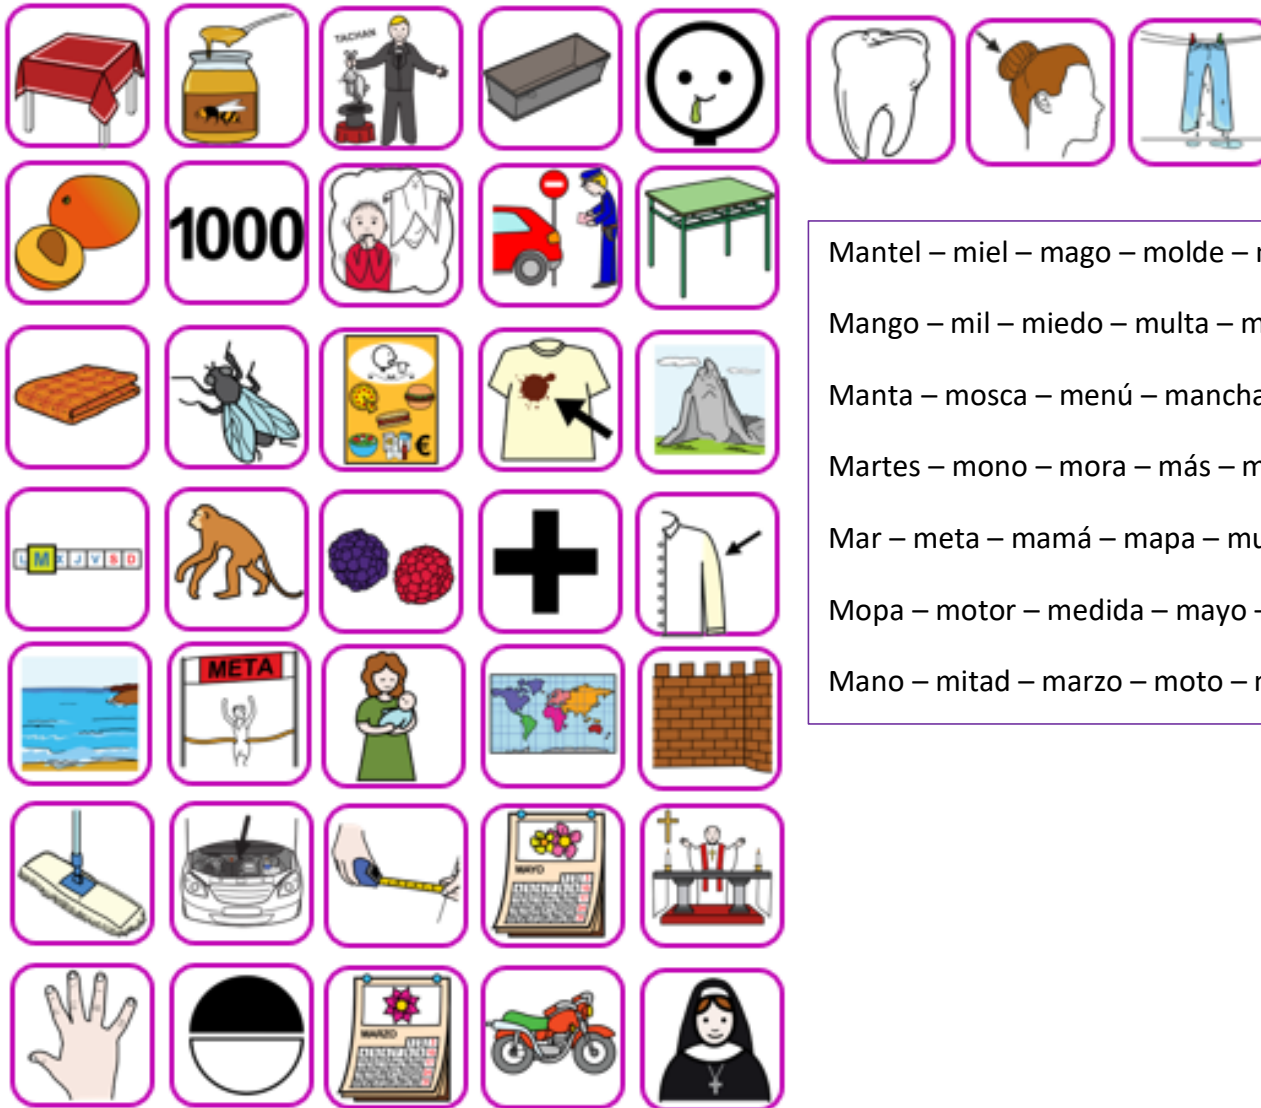 TACHAN
1000
€
L M X J V S D
META
MAYO
MARZO
Mantel – miel – mago – molde –
Mango – mil – miedo – multa –
Manta – mosca – menú – mancha
Martes – mono – mora – más –
Mar – meta – mamá – mapa –
Mopa – motor – medida – mayo –
Mano – mitad – marzo – moto –